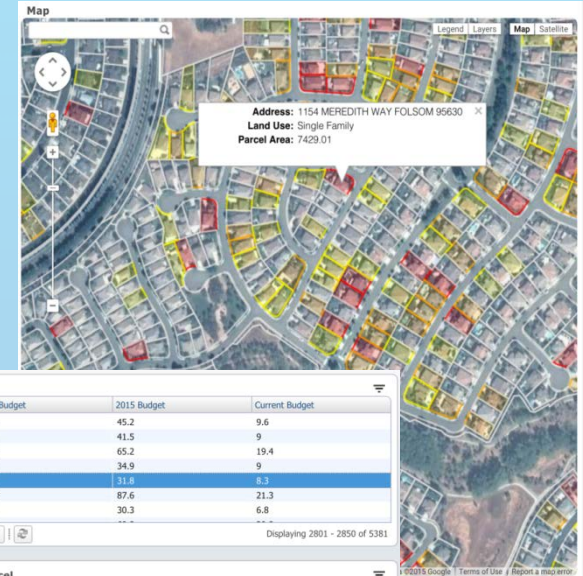 Map
Legend Layers Map Satellite
Address: 1154 MEREDITH WAY FOLSOM 95630
Land Use: Single Family
Parcel Area: 7429.01
Budget 2015 Budget Current Budget
45.2 9.6
41.5 9
65.2 19.4
34.9 9
31.8 8.3
87.6 21.3
30.3 6.8
Displaying 2801 - 2850 of 5381
©2015 Google Terms of Use Report a map error